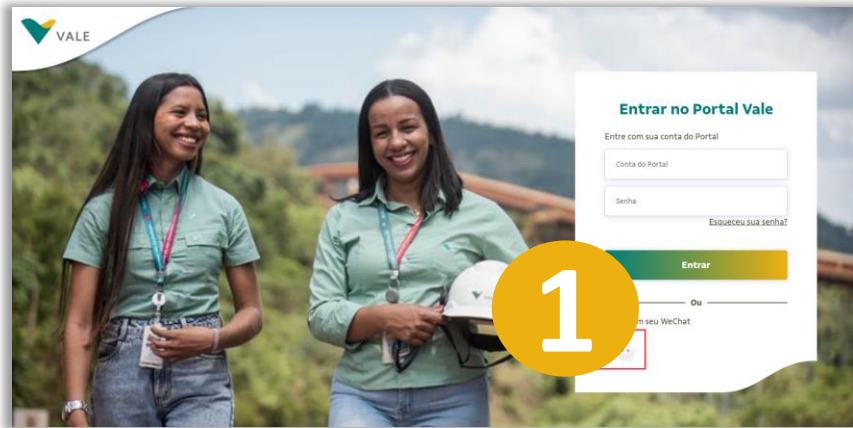 VALE
Entrar no Portal Vale
Entre com sua conta do Portal
Conta do Portal
Senha
Esqueceu sua senha?
Entrar
Ou
seu WeChat
1